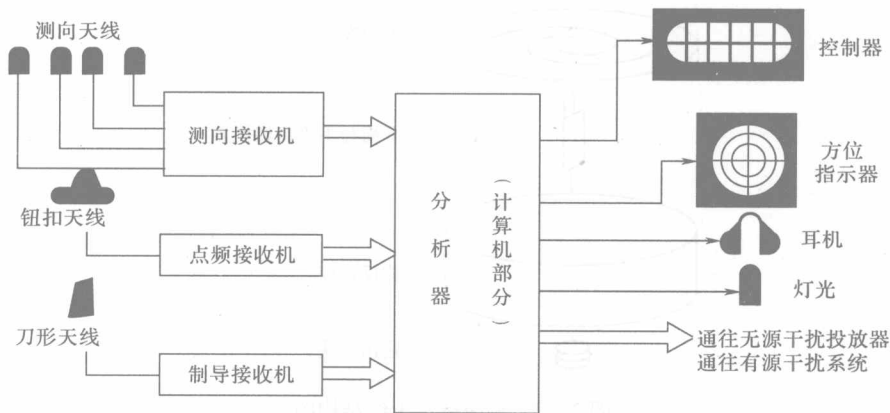 测向天线
测向接收机
钮扣天线
点频接收机
刀形天线
制导接收机
分析器
(计算机部分)
控制器
方位
指示器
耳机
灯光
通往无源干扰投放器
通往有源干扰系统